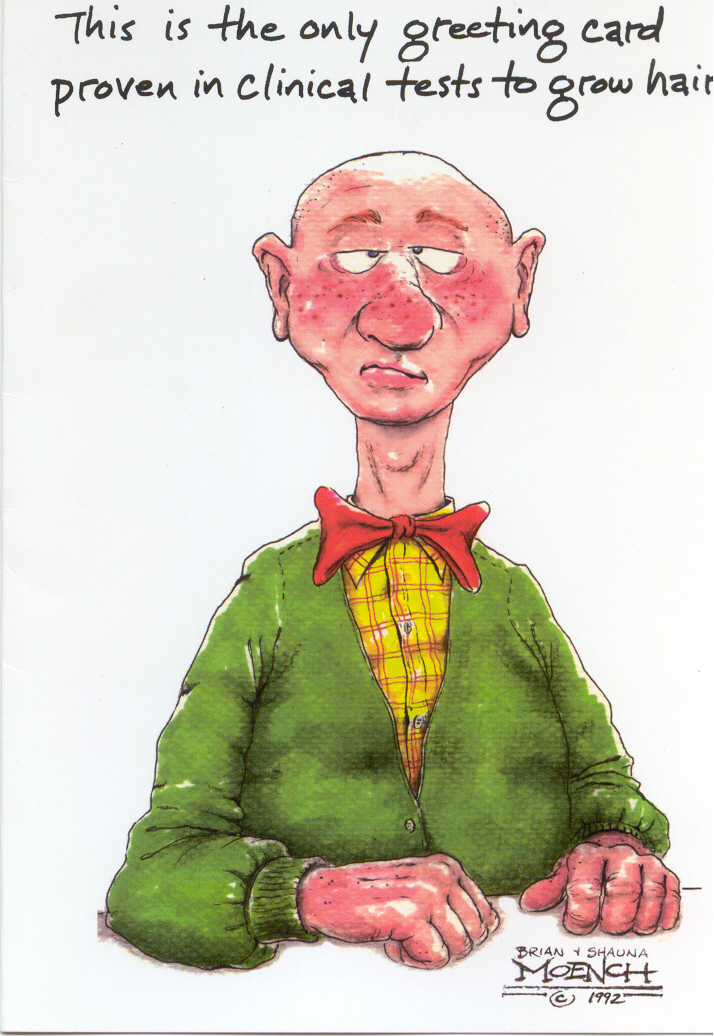 This is the only greeting card
proven in clinical tests to grow hair
BRIAN + SHAUNA
MOENCH
© 1992